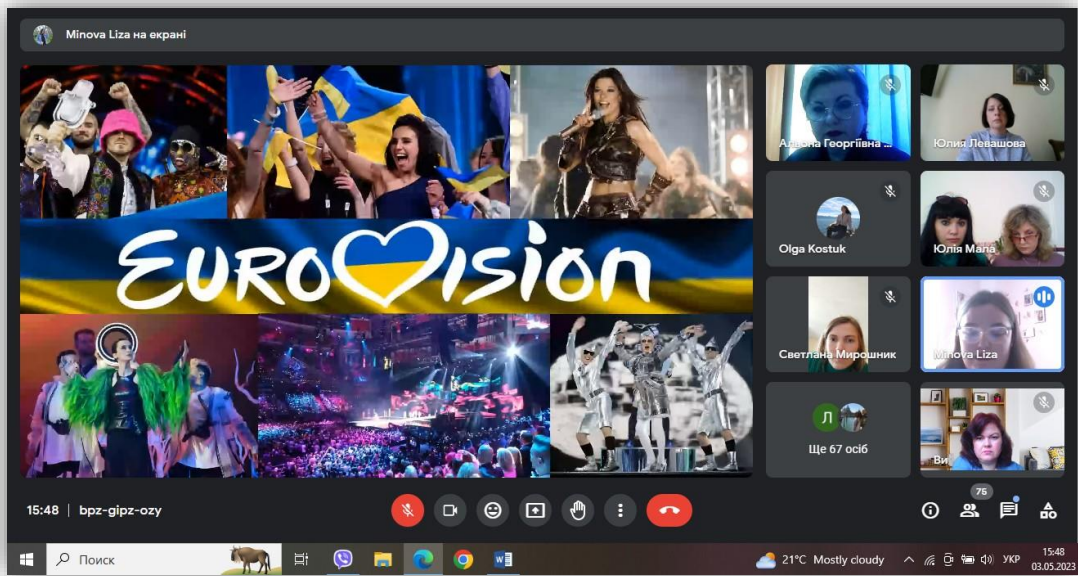 Minova Liza на екрані
EUROVISION
Алвона Георгіївна ...
Юлия Левашова
Olga Kostuk
Юлія Мала
Светлана Мирошник
Minova Liza
Л
Ще 67 осіб
Ви
15:48 | bpz-gipz-ozy
75
Поиск
21°C Mostly cloudy
УКР
15:48
03.05.2023